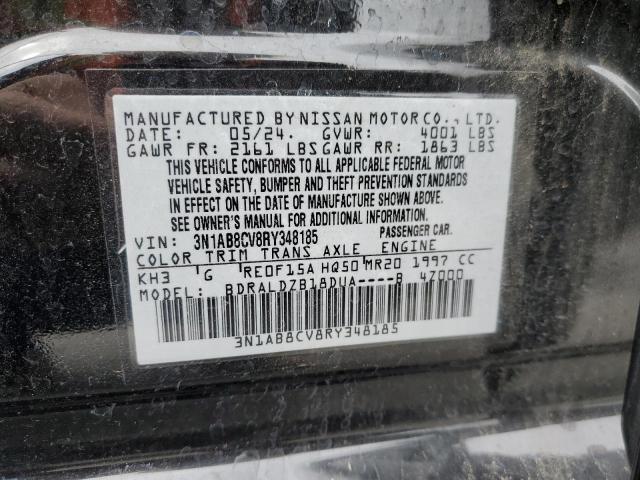 MANUFACTURED BY NISSAN MOTOR CO., LTD.
DATE: 05/24. GVWR: 4001 LBS
GAWR FR: 2161 LBS GAWR RR: 1863 LBS
THIS VEHICLE CONFORMS TO ALL APPLICABLE FEDERAL MOTOR
VEHICLE SAFETY, BUMPER AND THEFT PREVENTION STANDARDS
IN EFFECT ON THE DATE OF MANUFACTURE SHOWN ABOVE.
SEE OWNER'S MANUAL FOR ADDITIONAL INFORMATION.
VIN: 3N1AB8CV8RY348185 PASSENGER CAR.
COLOR TRIM TRANS AXLE ENGINE
KH3 G RE0F15A HQ50 MR20 1997 CC
MODEL: BDRALDZB18DUA----B 47000
3N1AB8CV8RY348185